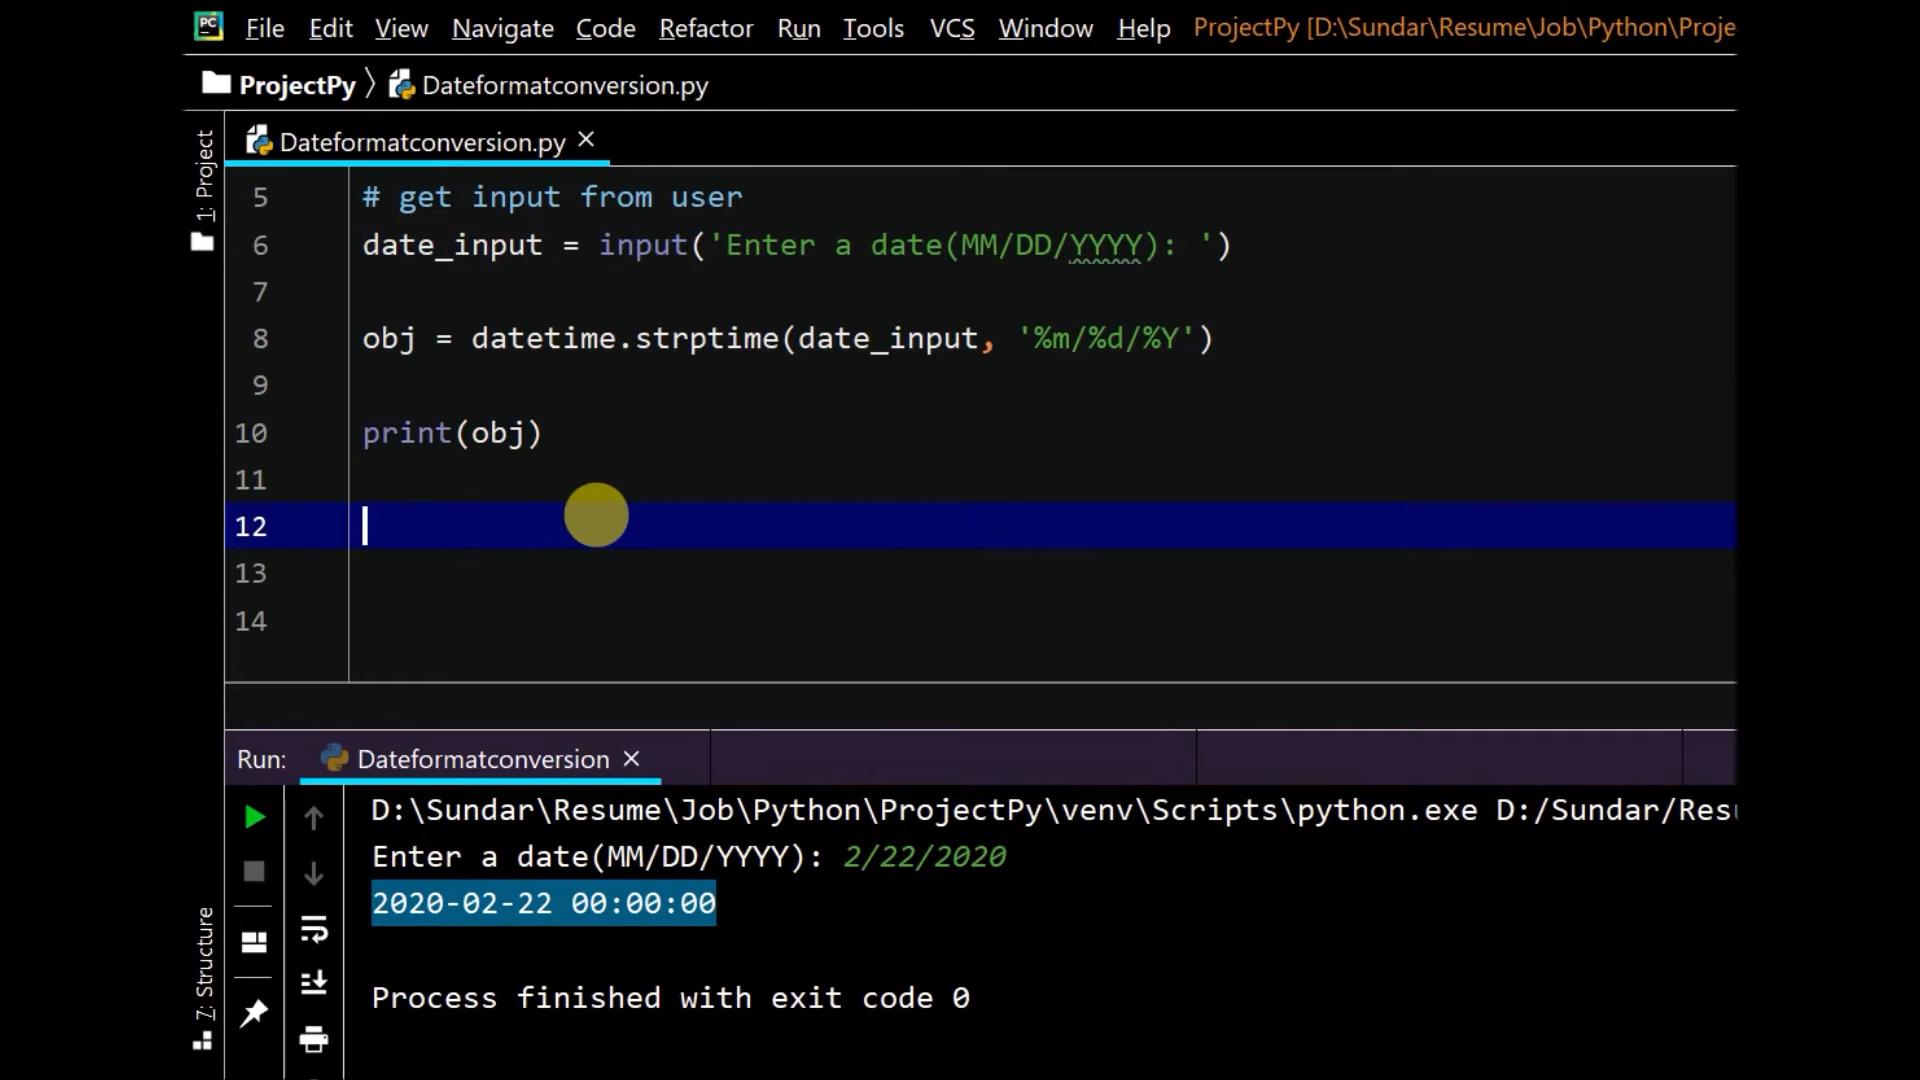 PC File Edit View Navigate Code Refactor Run Tools VCS Window Help ProjectPy [D:\Sundar\Resume\Job\Python\Proje
ProjectPy Dateformatconversion.py
Dateformatconversion.py
1: Project
5 # get input from user
6 date_input = input('Enter a date(MM/DD/YYYY): ')
7
8 obj = datetime.strptime(date_input, '%m/%d/%Y')
9
10 print(obj)
11
12
13
14
Run: Dateformatconversion
D:\Sundar\Resume\Job\Python\ProjectPy\venv\Scripts\python.exe D:/Sundar/Resu
Enter a date(MM/DD/YYYY): 2/22/2020
2020-02-22 00:00:00
Process finished with exit code 0
7: Structure